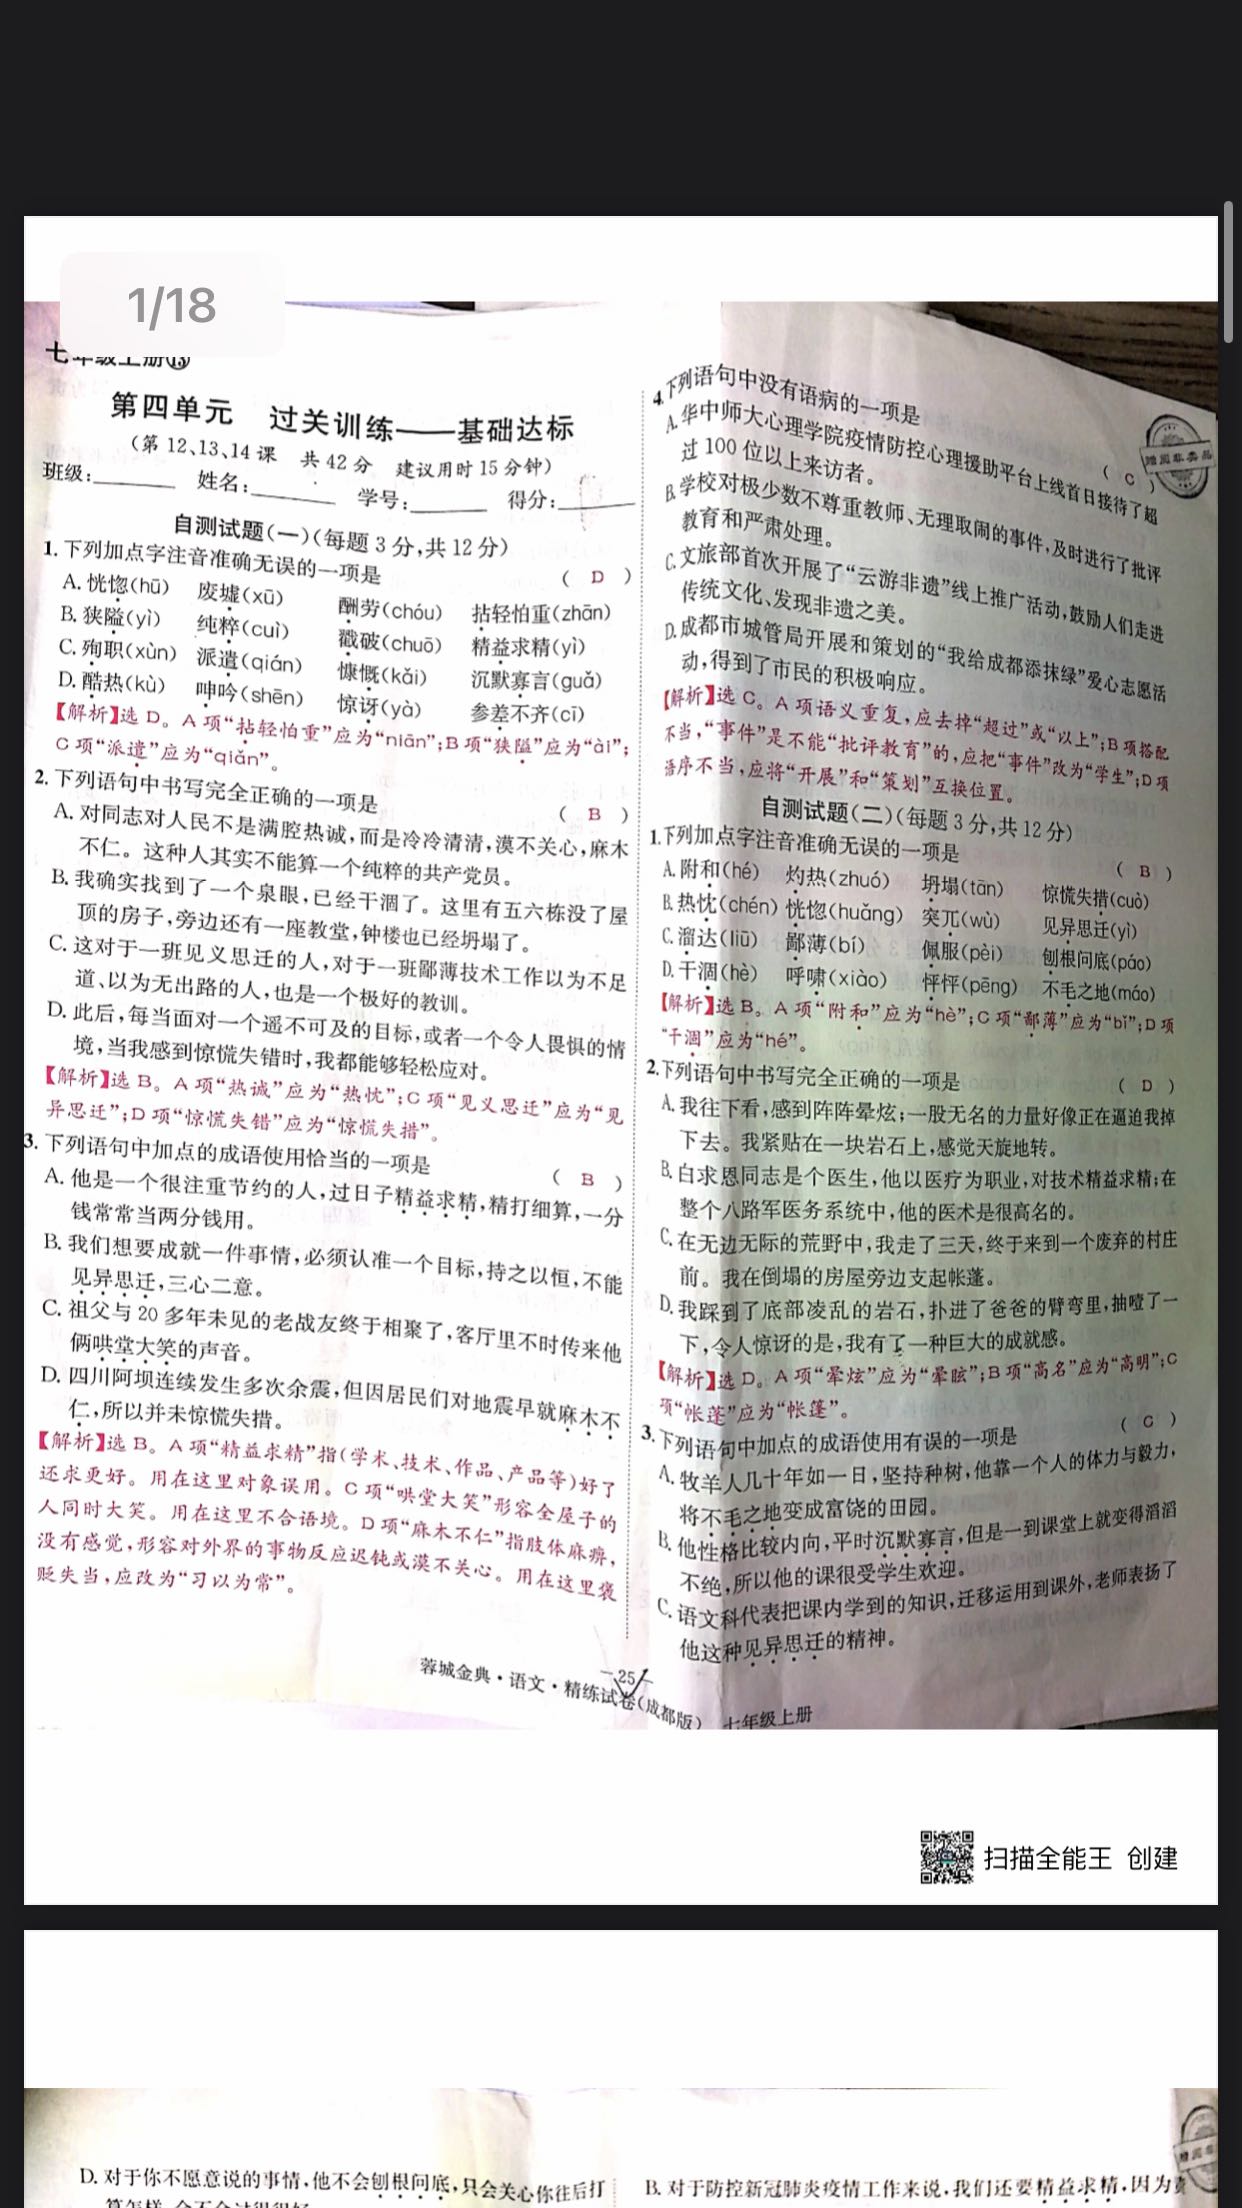 1/18
七年级上册⑬
第四单元 过关训练——基础达标
(第12、13、14课 共42分 建议用时15分钟)
班级: 姓名: 学号: 得分:
自测试题(一)(每题3分,共12分)
1.下列加点字注音准确无误的一项是 ( D )
A.恍惚(hū) 废墟(xū) 酬劳(chóu) 拈轻怕重(zhān)
B.狭隘(yì) 纯粹(cuì) 戳破(chuō) 精益求精(yì)
C.殉职(xùn) 派遣(qián) 慷慨(kǎi) 沉默寡言(guǎ)
D.酷热(kù) 呻吟(shēn) 惊讶(yà) 参差不齐(cī)
【解析】选D。A项“拈轻怕重”应为“niān”;B项“狭隘”应为“ài”;
C项“派遣”应为“qiǎn”。
2.下列语句中书写完全正确的一项是 ( B )
A.对同志对人民不是满腔热诚,而是冷冷清清,漠不关心,麻木
不仁。这种人其实不能算一个纯粹的共产党员。
B.我确实找到了一个泉眼,已经干涸了。这里有五六栋没了屋
顶的房子,旁边还有一座教堂,钟楼也已经坍塌了。
C.这对于一班见义思迁的人,对于一班鄙薄技术工作以为不足
道、以为无出路的人,也是一个极好的教训。
D.此后,每当面对一个遥不可及的目标,或者一个令人畏惧的情
境,当我感到惊慌失错时,我都能够轻松应对。
【解析】选B。A项“热诚”应为“热忱”;C项“见义思迁”应为“见
异思迁”;D项“惊慌失错”应为“惊慌失措”。
3.下列语句中加点的成语使用恰当的一项是 ( B )
A.他是一个很注重节约的人,过日子精益求精,精打细算,一分
钱常常当两分钱用。
B.我们想要成就一件事情,必须认准一个目标,持之以恒,不能
见异思迁,三心二意。
C.祖父与20多年未见的老战友终于相聚了,客厅里不时传来他
俩哄堂大笑的声音。
D.四川阿坝连续发生多次余震,但因居民们对地震早就麻木不
仁,所以并未惊慌失措。
【解析】选B。A项“精益求精”指(学术、技术、作品、产品等)好了
还求更好。用在这里对象误用。C项“哄堂大笑”形容全屋子的
人同时大笑。用在这里不合语境。D项“麻木不仁”指肢体麻痹,
没有感觉,形容对外界的事物反应迟钝或漠不关心。用在这里褒
贬失当,应改为“习以为常”。
4.下列语句中没有语病的一项是 ( C )
A.华中师大心理学院疫情防控心理援助平台上线首日接待了超
过100位以上来访者。
B.学校对极少数不尊重教师、无理取闹的事件,及时进行了批评
教育和严肃处理。
C.文旅部首次开展了“云游非遗”线上推广活动,鼓励人们走进
传统文化、发现非遗之美。
D.成都市城管局开展和策划的“我给成都添抹绿”爱心志愿活
动,得到了市民的积极响应。
【解析】选C。A项语义重复,应去掉“超过”或“以上”;B项搭配
不当,“事件”是不能“批评教育”的,应把“事件”改为“学生”;D项
语序不当,应将“开展”和“策划”互换位置。
自测试题(二)(每题3分,共12分)
1.下列加点字注音准确无误的一项是 ( B )
A.附和(hé) 灼热(zhuó) 坍塌(tān) 惊慌失措(cuò)
B.热忱(chén) 恍惚(huǎng) 突兀(wù) 见异思迁(yì)
C.溜达(liū) 鄙薄(bí) 佩服(pèi) 刨根问底(páo)
D.干涸(hè) 呼啸(xiào) 怦怦(pēng) 不毛之地(máo)
【解析】选B。A项“附和”应为“hè”;C项“鄙薄”应为“bǐ”;D项
“干涸”应为“hé”。
2.下列语句中书写完全正确的一项是 ( D )
A.我往下看,感到阵阵晕炫;一股无名的力量好像正在逼迫我掉
下去。我紧贴在一块岩石上,感觉天旋地转。
B.白求恩同志是个医生,他以医疗为职业,对技术精益求精;在
整个八路军医务系统中,他的医术是很高名的。
C.在无边无际的荒野中,我走了三天,终于来到一个废弃的村庄
前。我在倒塌的房屋旁边支起帐蓬。
D.我踩到了底部凌乱的岩石,扑进了爸爸的臂弯里,抽噎了一
下,令人惊讶的是,我有了一种巨大的成就感。
【解析】选D。A项“晕炫”应为“晕眩”;B项“高名”应为“高明”;C
项“帐蓬”应为“帐篷”。
3.下列语句中加点的成语使用有误的一项是 ( C )
A.牧羊人几十年如一日,坚持种树,他靠一个人的体力与毅力,
将不毛之地变成富饶的田园。
B.他性格比较内向,平时沉默寡言,但是一到课堂上就变得滔滔
不绝,所以他的课很受学生欢迎。
C.语文科代表把课内学到的知识,迁移运用到课外,老师表扬了
他这种见异思迁的精神。
赠阅非卖品
—25—
蓉城金典·语文·精练试卷(成都版) 七年级上册
扫描全能王 创建
D.对于你不愿意说的事情,他不会刨根问底,只会关心你往后打
B.对于防控新冠肺炎疫情工作来说,我们还要精益求精,因为